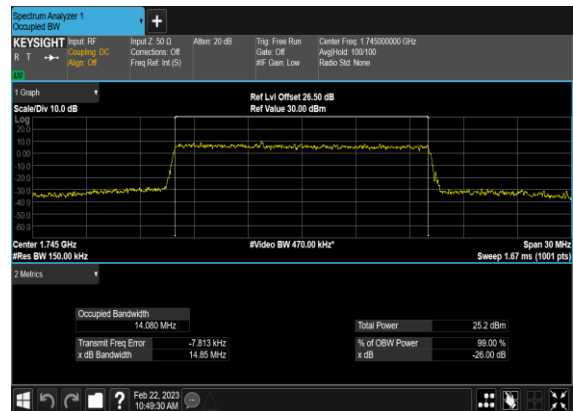 Spectrum Analyzer 1
Occupied BW
KEYSIGHT Input: RF Input Z: 50 Ω Atten: 20 dB Trig: Free Run Center Freq: 1.745000000 GHz
R T Coupling: DC Corrections: Off Gate: Off Avg|Hold: 100/100
Align: Off Freq Ref: Int (S) #IF Gain: Low Radio Std: None
1 Graph
Ref Lvl Offset 26.50 dB
Scale/Div 10.0 dB Ref Value 30.00 dBm
Log
20.0
10.0
0.00
-10.0
-20.0
-30.0
-40.0
-50.0
-60.0
Center 1.745 GHz #Video BW 470.00 kHz* Span 30 MHz
#Res BW 150.00 kHz Sweep 1.67 ms (1001 pts)
2 Metrics
Occupied Bandwidth
14.080 MHz Total Power 25.2 dBm
Transmit Freq Error -7.813 kHz % of OBW Power 99.00 %
x dB Bandwidth 14.85 MHz x dB -26.00 dB
?
Feb 22, 2023
10:49:30 AM